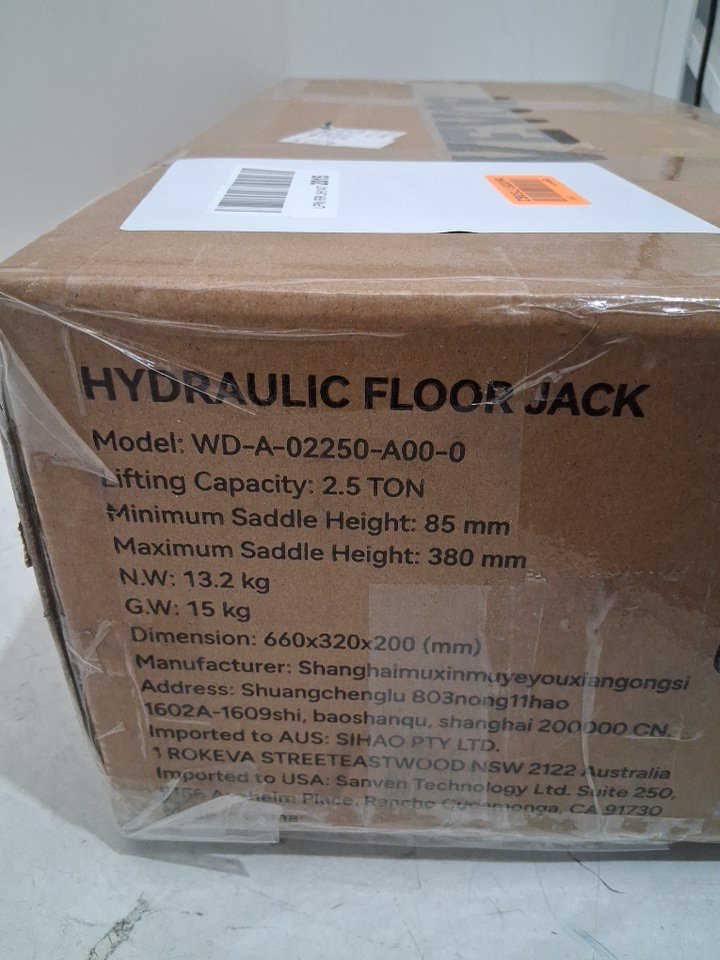 HYDRAULIC FLOOR JACK
Model: WD-A-02250-A00-0
Lifting Capacity: 2.5 TON
Minimum Saddle Height: 85 mm
Maximum Saddle Height: 380 mm
N.W: 13.2 kg
G.W: 15 kg
Dimension: 660x320x200 (mm)
Manufacturer: Shanghaimuxinmuyeyouxiangongsi
Address: Shuangchenglu 803nong11hao
1602A-1609shi, baoshanqu, shanghai 200000 CN.
Imported to AUS: SIHAO PTY LTD.
1 ROKEVA STREETEASTWOOD NSW 2122 Australia
Imported to USA: Sanven Technology Ltd. Suite 250,
Place, Rancho Cucamonga, CA 91730
in China